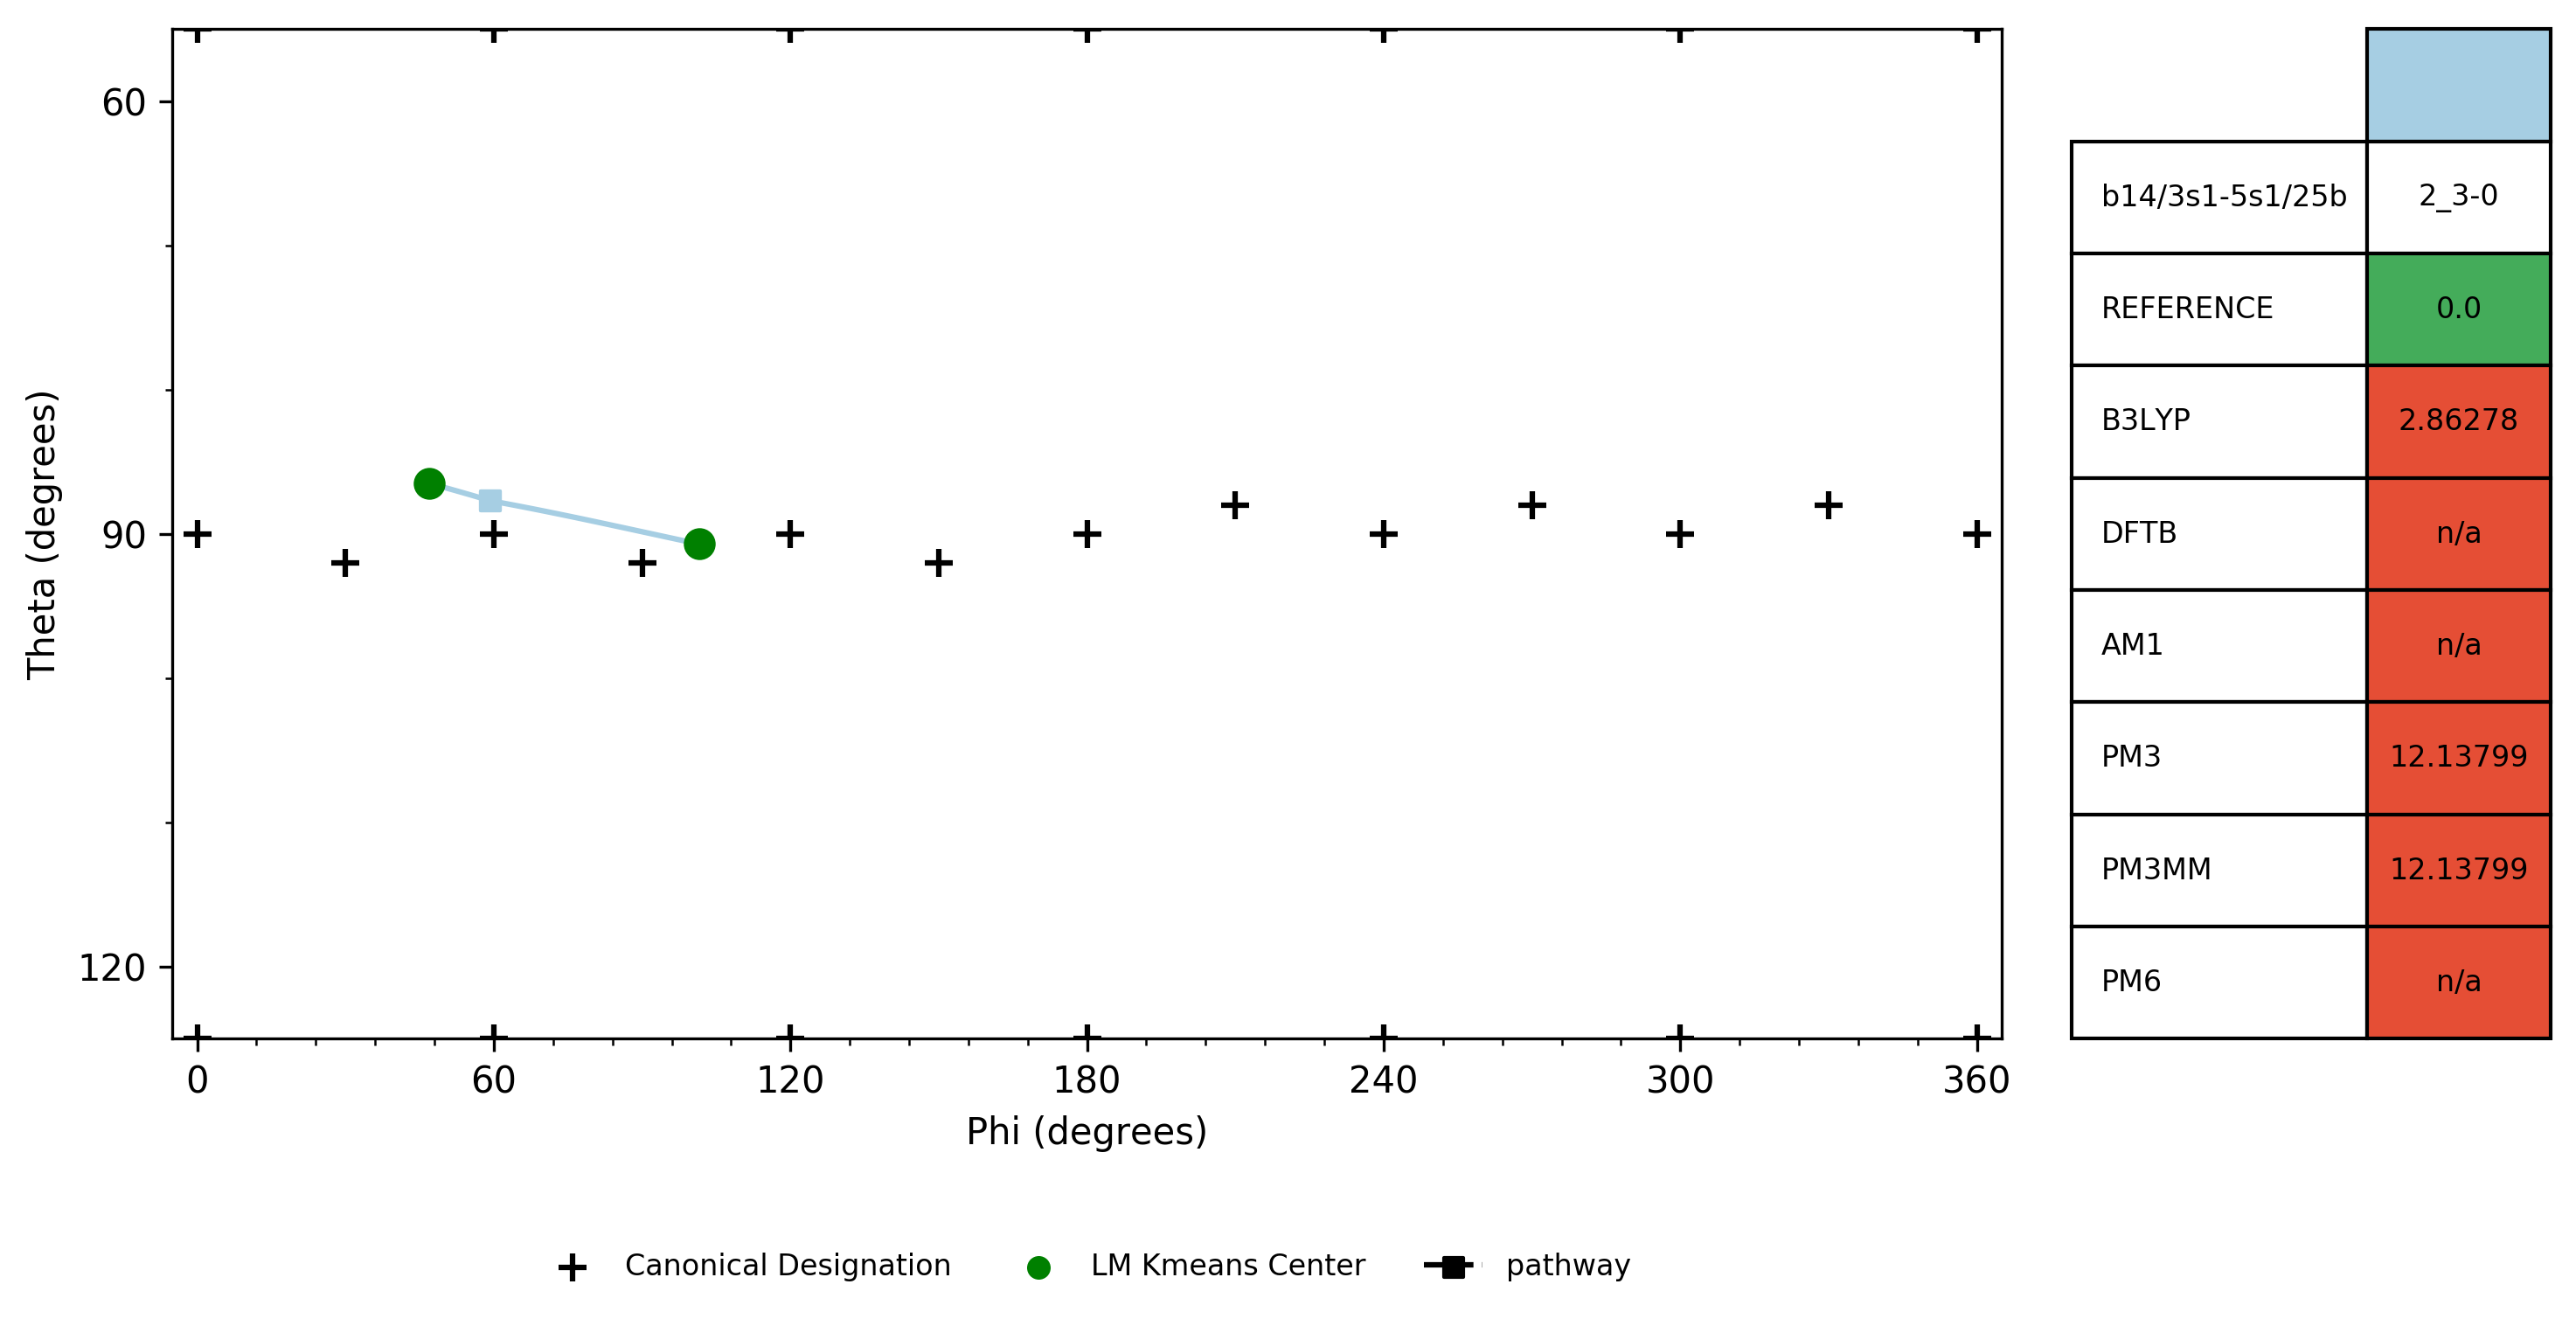 60
90
120
Theta (degrees)
0 60 120 180 240 300 360
Phi (degrees)
Canonical Designation LM Kmeans Center pathway
b14/3s1-5s1/25b 2_3-0
REFERENCE 0.0
B3LYP 2.86278
DFTB n/a
AM1 n/a
PM3 12.13799
PM3MM 12.13799
PM6 n/a